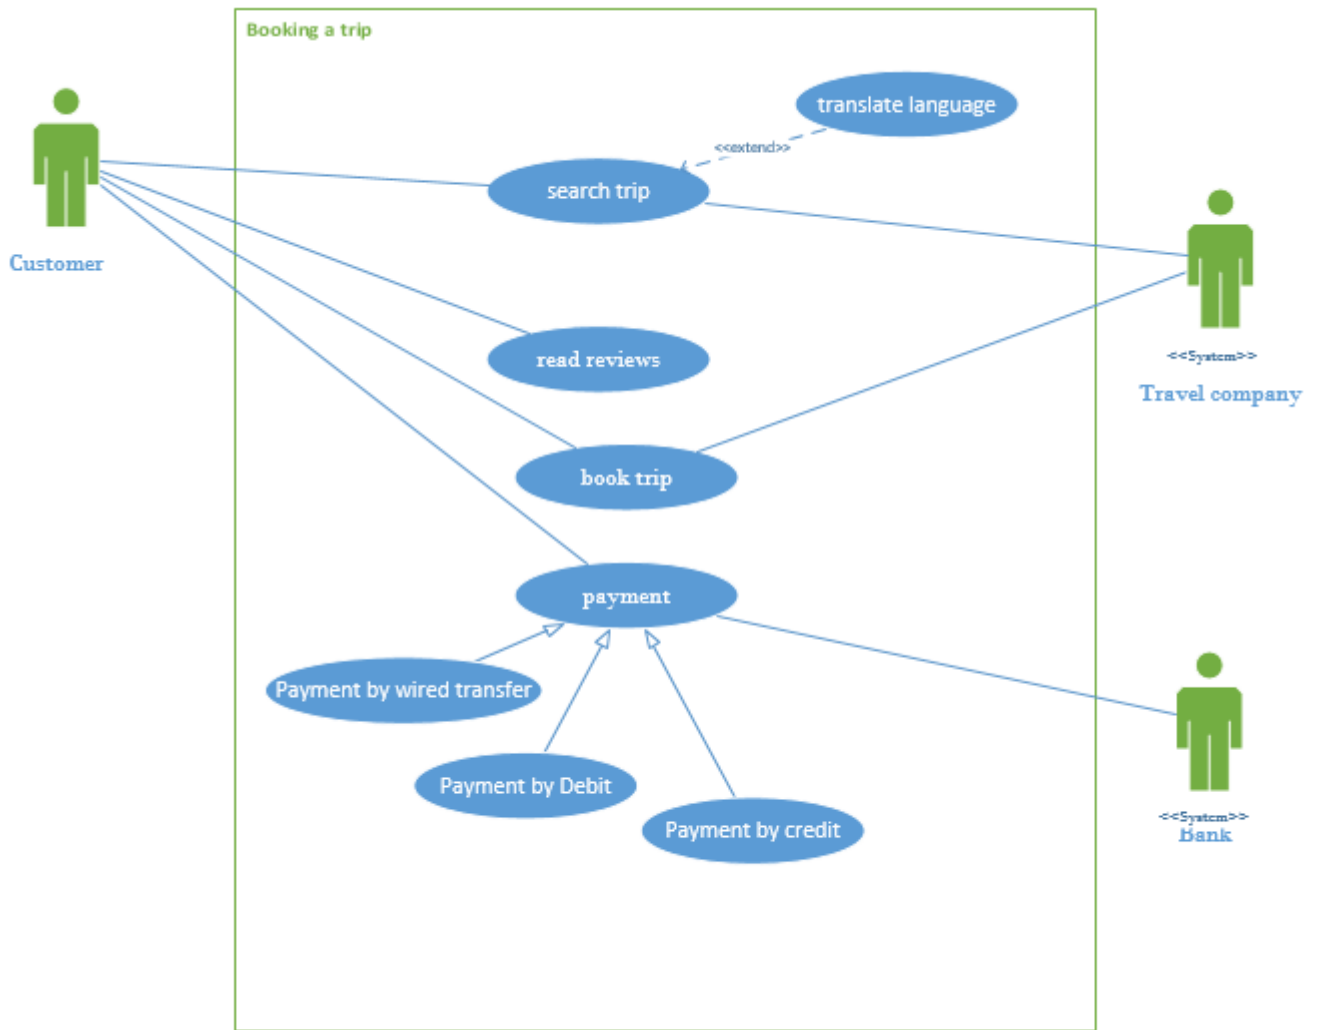 Booking a trip
translate language
<<extend>>
search trip
Customer
read reviews
<<System>>
Travel company
book trip
payment
Payment by wired transfer
Payment by Debit
Payment by credit
<<System>>
Bank